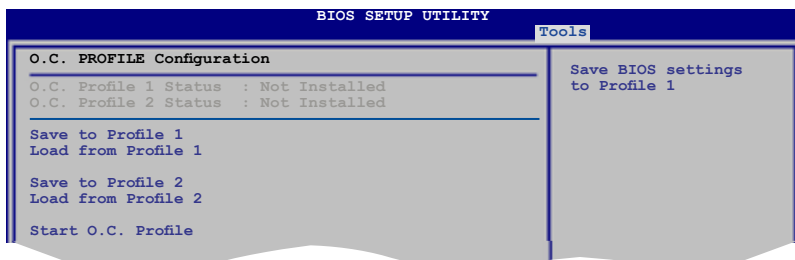 BIOS SETUP UTILITY
Tools
O.C. PROFILE Configuration
O.C. Profile 1 Status : Not Installed
O.C. Profile 2 Status : Not Installed
Save to Profile 1
Load from Profile 1
Save to Profile 2
Load from Profile 2
Start O.C. Profile
Save BIOS settings
to Profile 1